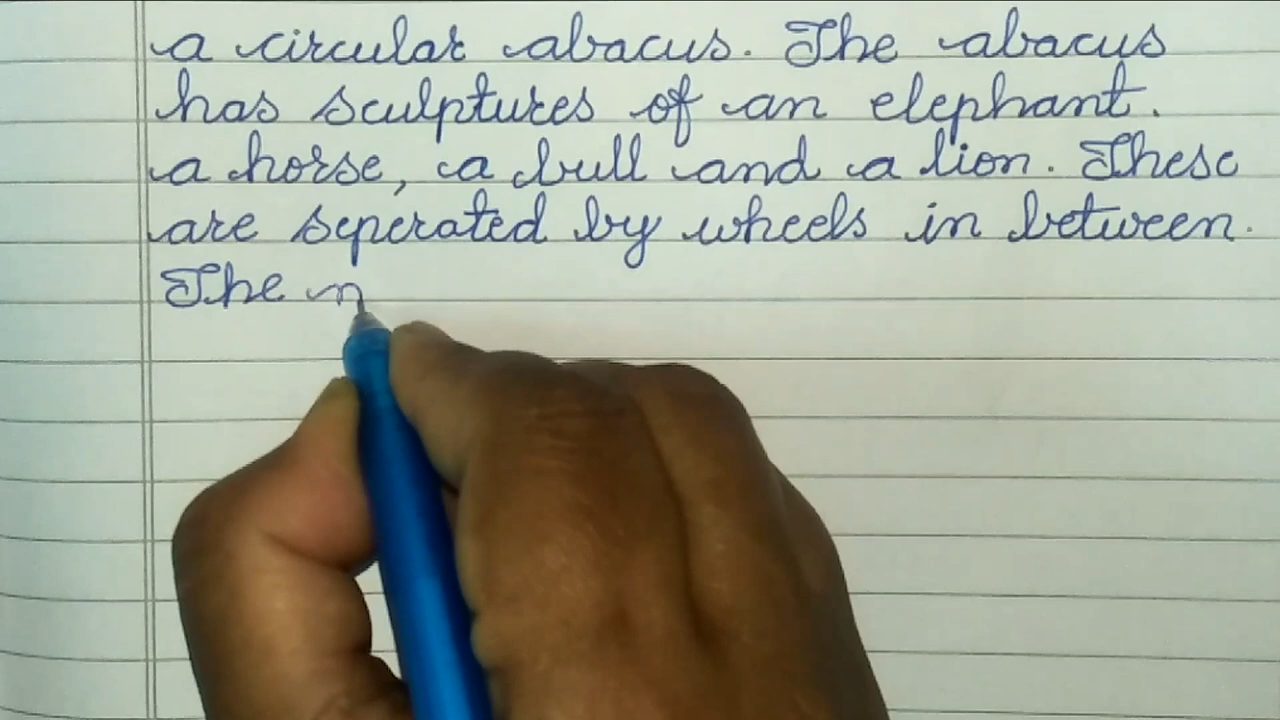 a circular abacus. The abacus
has sculptures of an elephant.
a horse, a bull and a lion. These
are seperated by wheels in between.
The